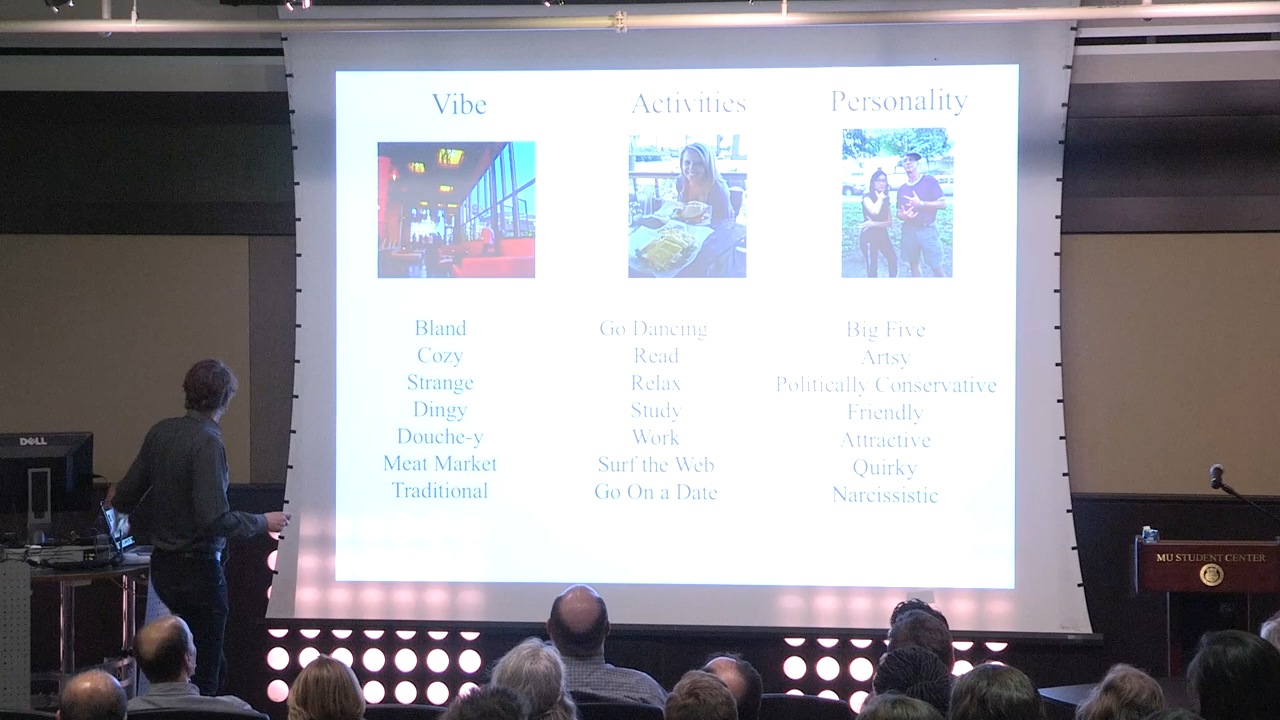 Vibe
Activities
Personality
Bland
Cozy
Strange
Dingy
Douche-y
Meat Market
Traditional
Go Dancing
Read
Relax
Study
Work
Surf the Web
Go On a Date
Big Five
Artsy
Politically Conservative
Friendly
Attractive
Quirky
Narcissistic
DELL
MU STUDENT CENTER